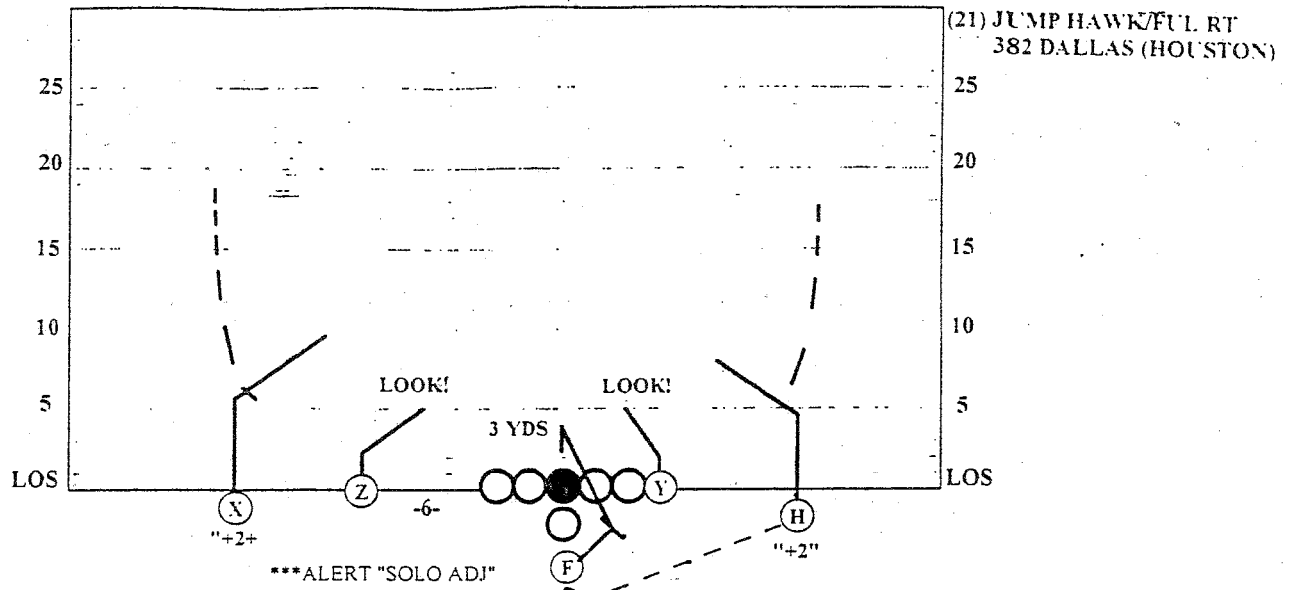 (21) JUMP HAWK/FUL RT
382 DALLAS (HOUSTON)
25 25
20 20
15 15
10 10
LOOK! LOOK!
5 5
3 YDS
LOS LOS
X Z -6- Y H
"+2+ "+2"
F
***ALERT "SOLO ADJ"